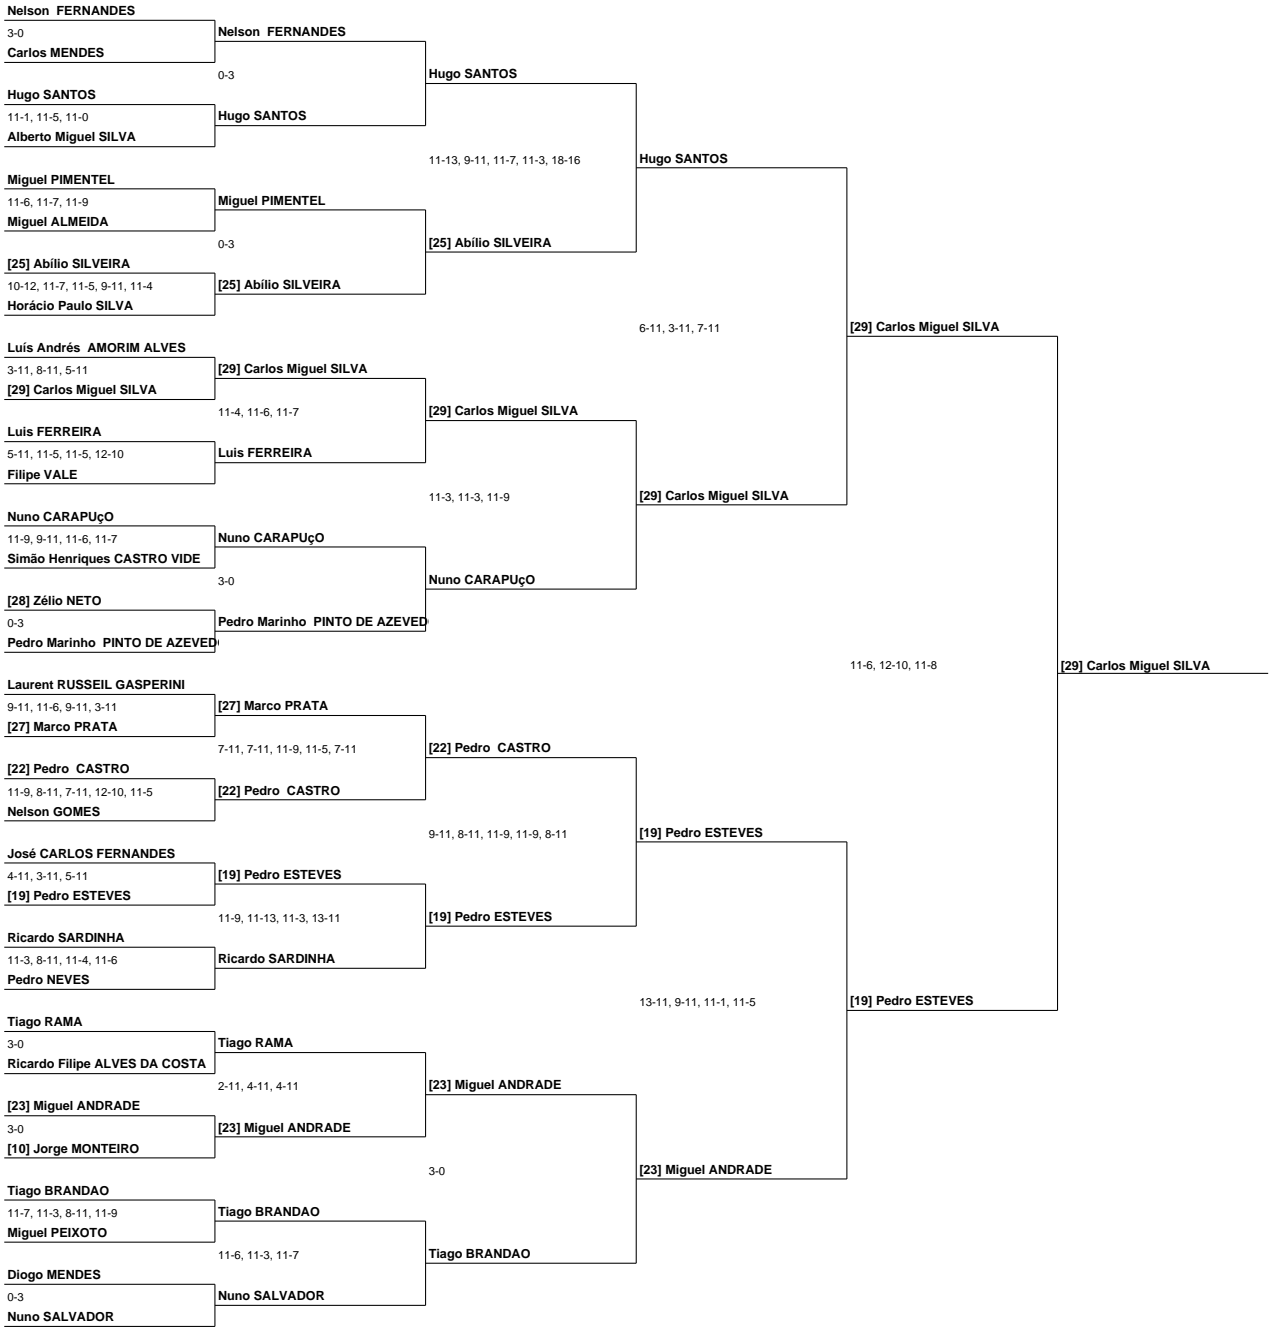 Nelson  FERNANDES
3-0
Nelson  FERNANDES
Carlos MENDES
0-3
Hugo SANTOS
Hugo SANTOS
11-1, 11-5, 11-0
Hugo SANTOS
Alberto Miguel SILVA
11-13, 9-11, 11-7, 11-3, 18-16
Hugo SANTOS
Miguel PIMENTEL
11-6, 11-7, 11-9
Miguel PIMENTEL
Miguel ALMEIDA
0-3
[25] Abílio SILVEIRA
[25] Abílio SILVEIRA
10-12, 11-7, 11-5, 9-11, 11-4
[25] Abílio SILVEIRA
Horácio Paulo SILVA
6-11, 3-11, 7-11
[29] Carlos Miguel SILVA
Luís Andrés  AMORIM ALVES
3-11, 8-11, 5-11
[29] Carlos Miguel SILVA
[29] Carlos Miguel SILVA
11-4, 11-6, 11-7
[29] Carlos Miguel SILVA
Luis FERREIRA
5-11, 11-5, 11-5, 12-10
Luis FERREIRA
Filipe VALE
11-3, 11-3, 11-9
[29] Carlos Miguel SILVA
Nuno CARAPUçO
11-9, 9-11, 11-6, 11-7
Nuno CARAPUçO
Simão Henriques CASTRO VIDE
3-0
Nuno CARAPUçO
[28] Zélio NETO
0-3
Pedro Marinho  PINTO DE AZEVED
Pedro Marinho  PINTO DE AZEVED
11-6, 12-10, 11-8
[29] Carlos Miguel SILVA
Laurent RUSSEIL GASPERINI
9-11, 11-6, 9-11, 3-11
[27] Marco PRATA
[27] Marco PRATA
7-11, 7-11, 11-9, 11-5, 7-11
[22] Pedro  CASTRO
[22] Pedro  CASTRO
11-9, 8-11, 7-11, 12-10, 11-5
[22] Pedro  CASTRO
Nelson GOMES
9-11, 8-11, 11-9, 11-9, 8-11
[19] Pedro ESTEVES
José CARLOS FERNANDES
4-11, 3-11, 5-11
[19] Pedro ESTEVES
[19] Pedro ESTEVES
11-9, 11-13, 11-3, 13-11
[19] Pedro ESTEVES
Ricardo SARDINHA
11-3, 8-11, 11-4, 11-6
Ricardo SARDINHA
Pedro NEVES
13-11, 9-11, 11-1, 11-5
[19] Pedro ESTEVES
Tiago RAMA
3-0
Tiago RAMA
Ricardo Filipe ALVES DA COSTA
2-11, 4-11, 4-11
[23] Miguel ANDRADE
[23] Miguel ANDRADE
3-0
[23] Miguel ANDRADE
[10] Jorge MONTEIRO
3-0
[23] Miguel ANDRADE
Tiago BRANDAO
11-7, 11-3, 8-11, 11-9
Tiago BRANDAO
Miguel PEIXOTO
11-6, 11-3, 11-7
Tiago BRANDAO
Diogo MENDES
0-3
Nuno SALVADOR
Nuno SALVADOR